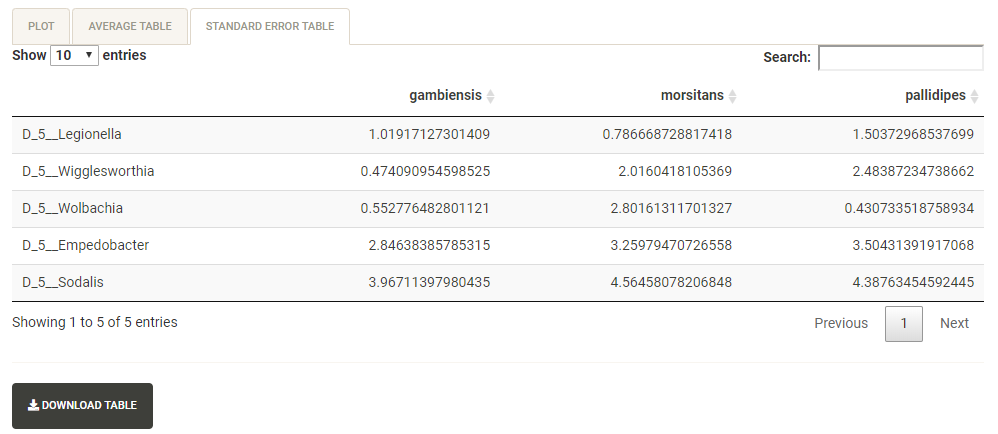 PLOT AVERAGE TABLE STANDARD ERROR TABLE
Show 10 entries Search:
gambiensis morsitans pallidipes
D_5__Legionella 1.01917127301409 0.786668728817418 1.50372968537699
D_5__Wigglesworthia 0.474090954598525 2.0160418105369 2.48387234738662
D_5__Wolbachia 0.552776482801121 2.80161311701327 0.430733518758934
D_5__Empedobacter 2.84638385785315 3.25979470726558 3.50431391917068
D_5__Sodalis 3.96711397980435 4.56458078206848 4.38763454592445
Showing 1 to 5 of 5 entries Previous 1 Next
DOWNLOAD TABLE